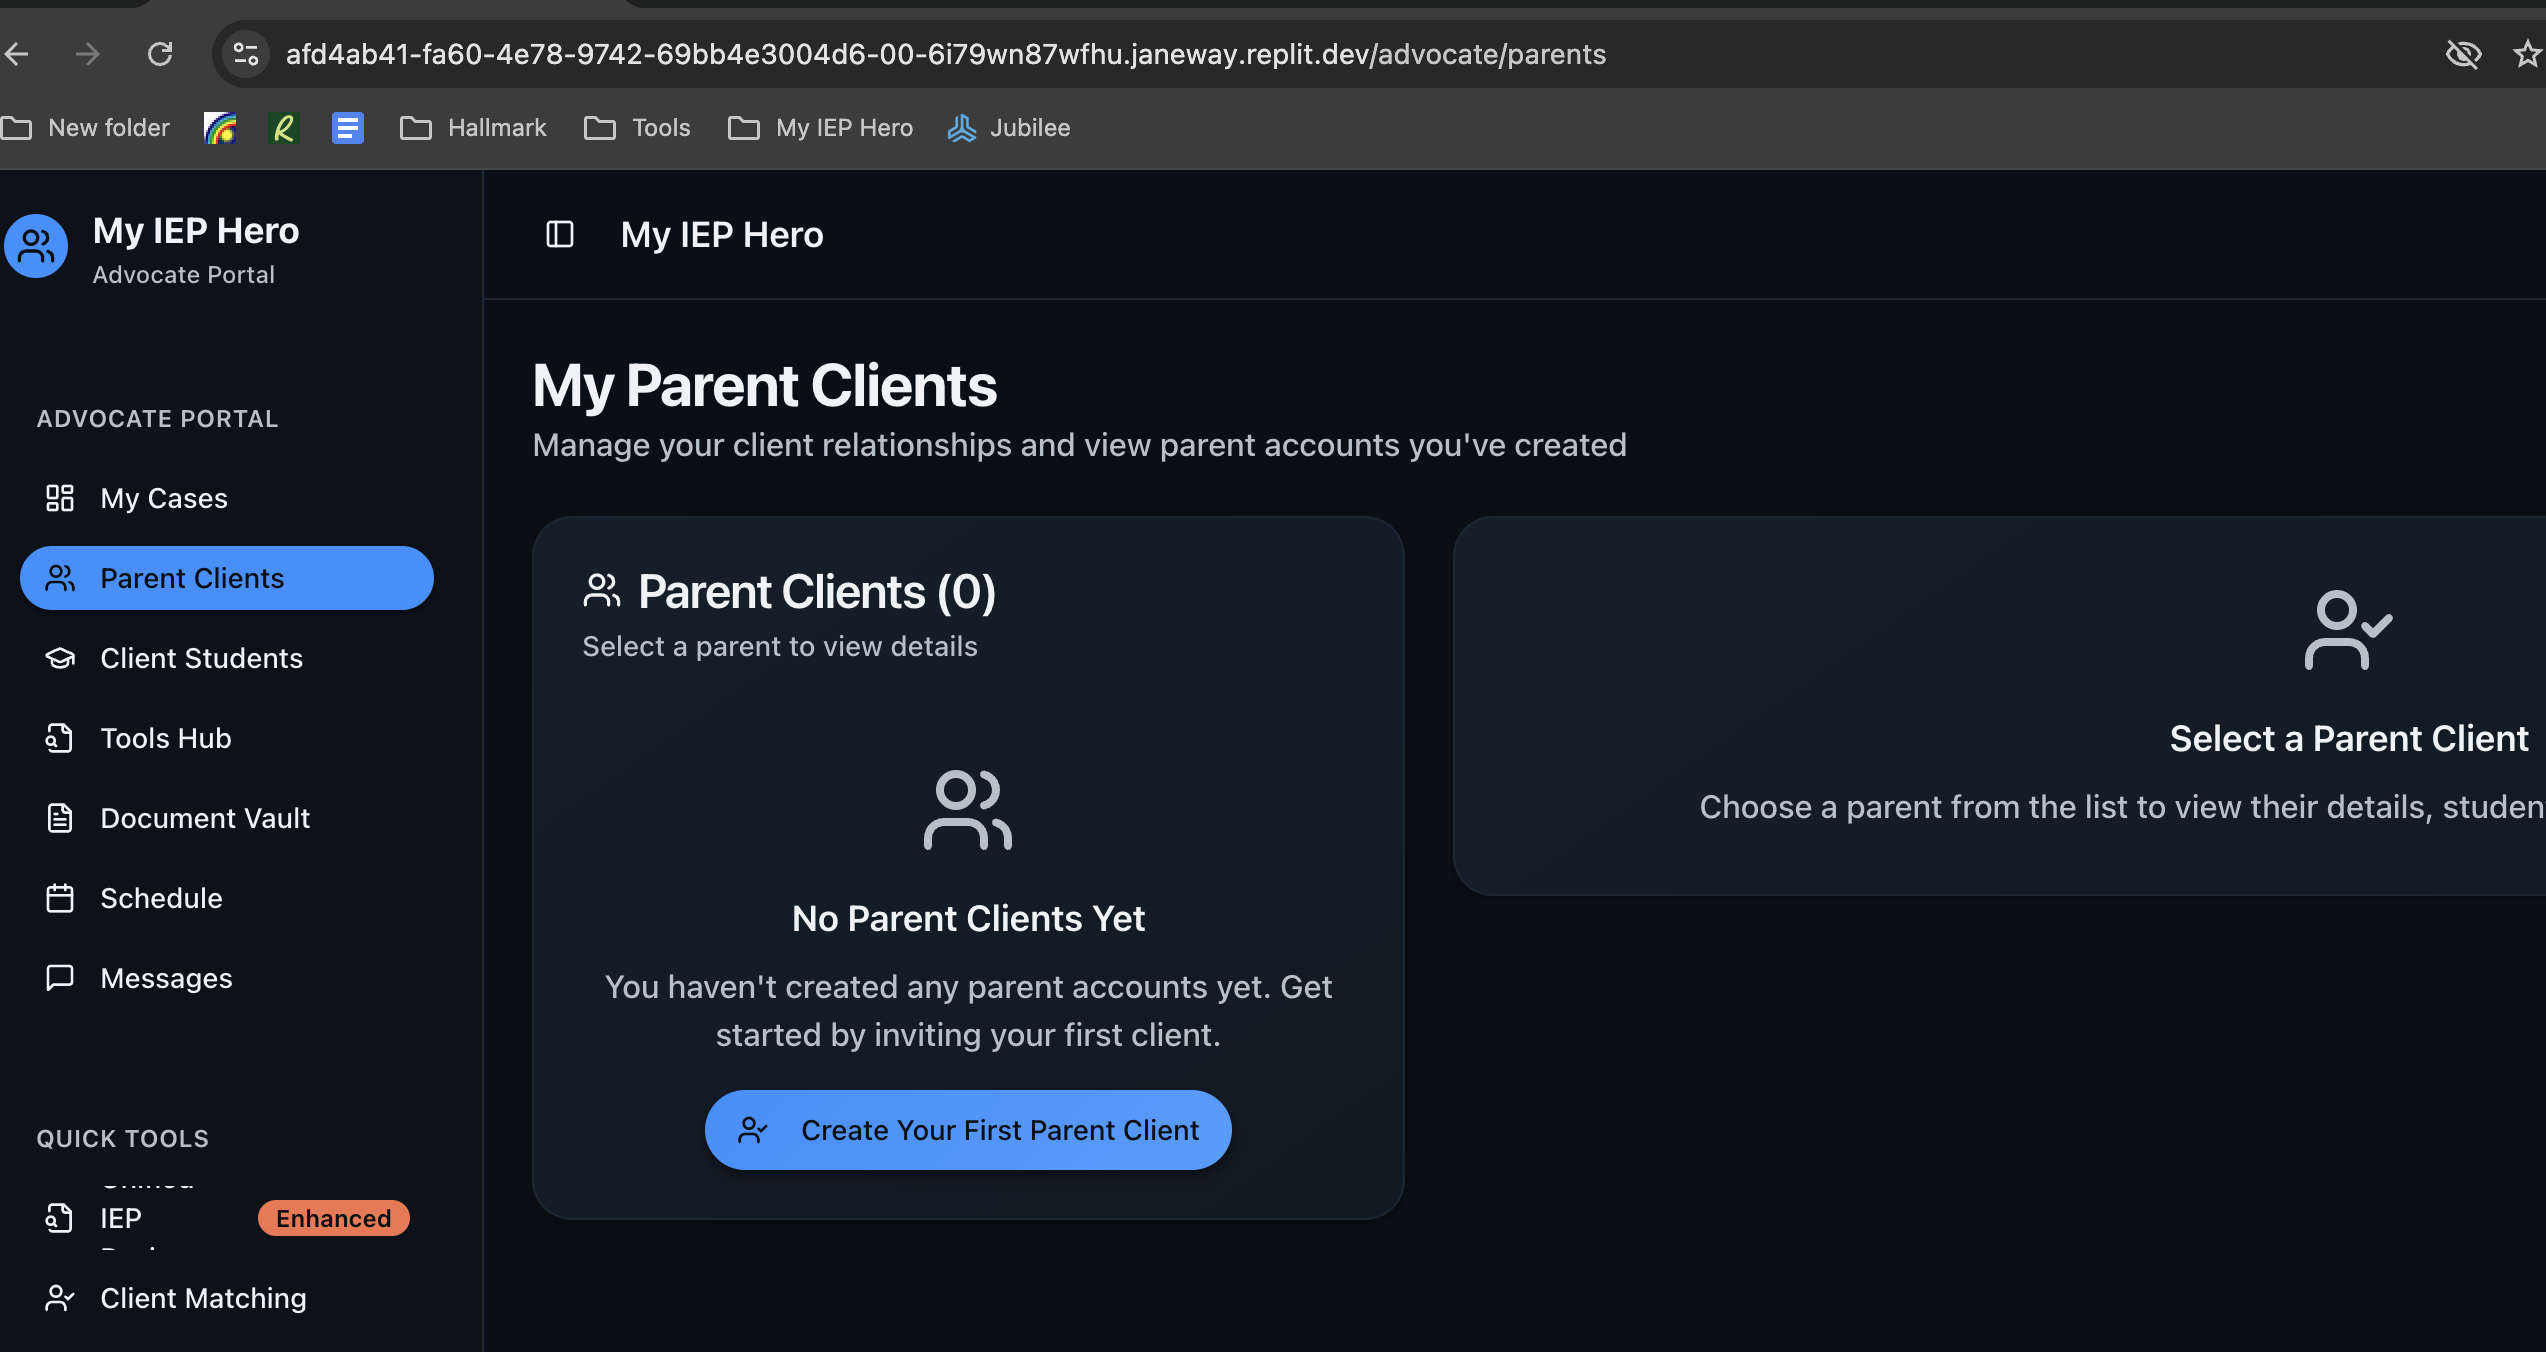 afd4ab41-fa60-4e78-9742-69bb4e3004d6-00-6i79wn87wfhu.janeway.replit.dev/advocate/parents
New folder
Hallmark
Tools
My IEP Hero
Jubilee
My IEP Hero
Advocate Portal
ADVOCATE PORTAL
My Cases
Parent Clients
Client Students
Tools Hub
Document Vault
Schedule
Messages
QUICK TOOLS
IEP
Enhanced
Client Matching
My IEP Hero
My Parent Clients
Manage your client relationships and view parent accounts you've created
Parent Clients (0)
Select a parent to view details
No Parent Clients Yet
You haven't created any parent accounts yet. Get
started by inviting your first client.
Create Your First Parent Client
Select a Parent Client
Choose a parent from the list to view their details, studen